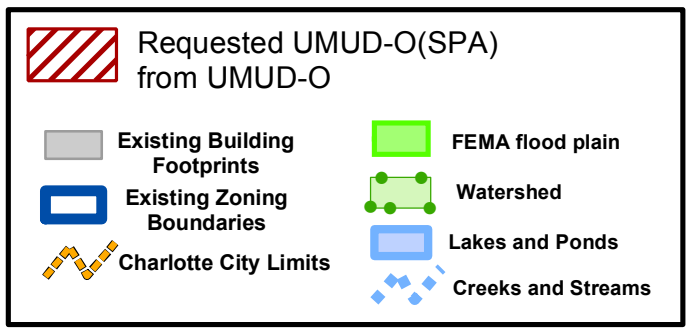 Requested UMUD-O(SPA)
from UMUD-O
Existing Building
Footprints
Existing Zoning
Boundaries
Charlotte City Limits
FEMA flood plain
Watershed
Lakes and Ponds
Creeks and Streams